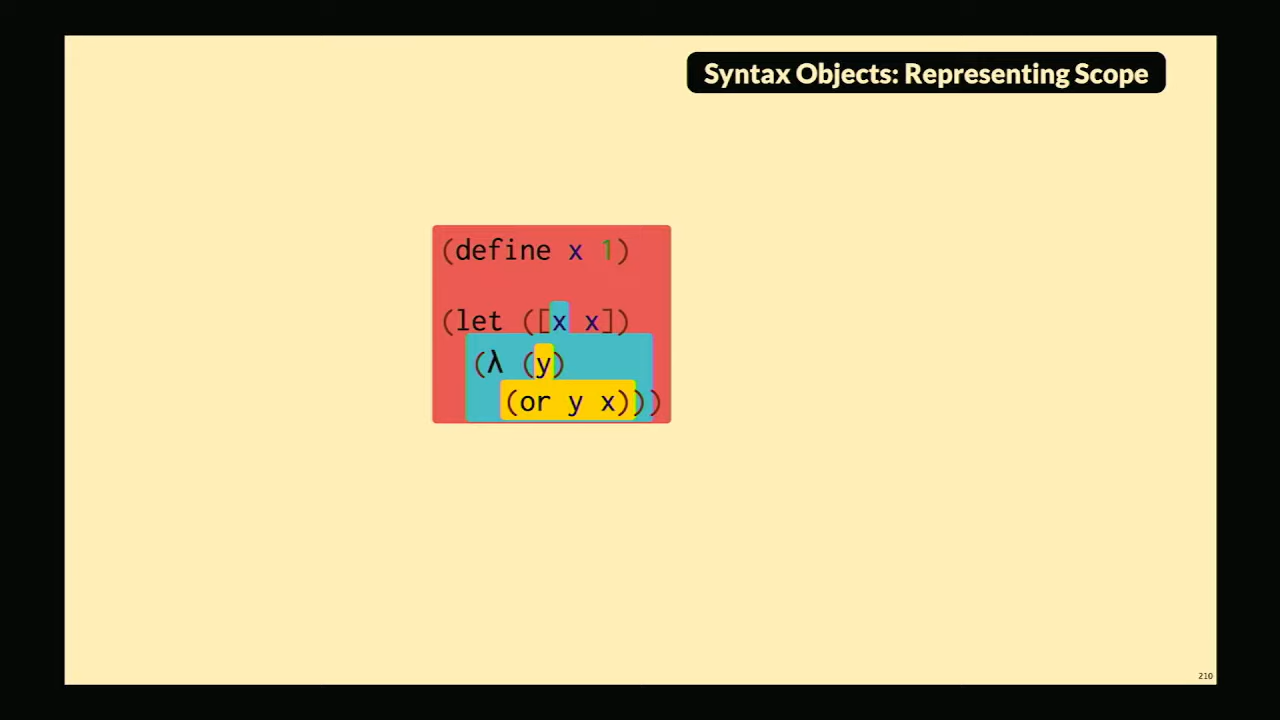 Syntax Objects: Representing Scope
(define x 1)
(let ([x x])
(λ (y)
(or y x)))
210